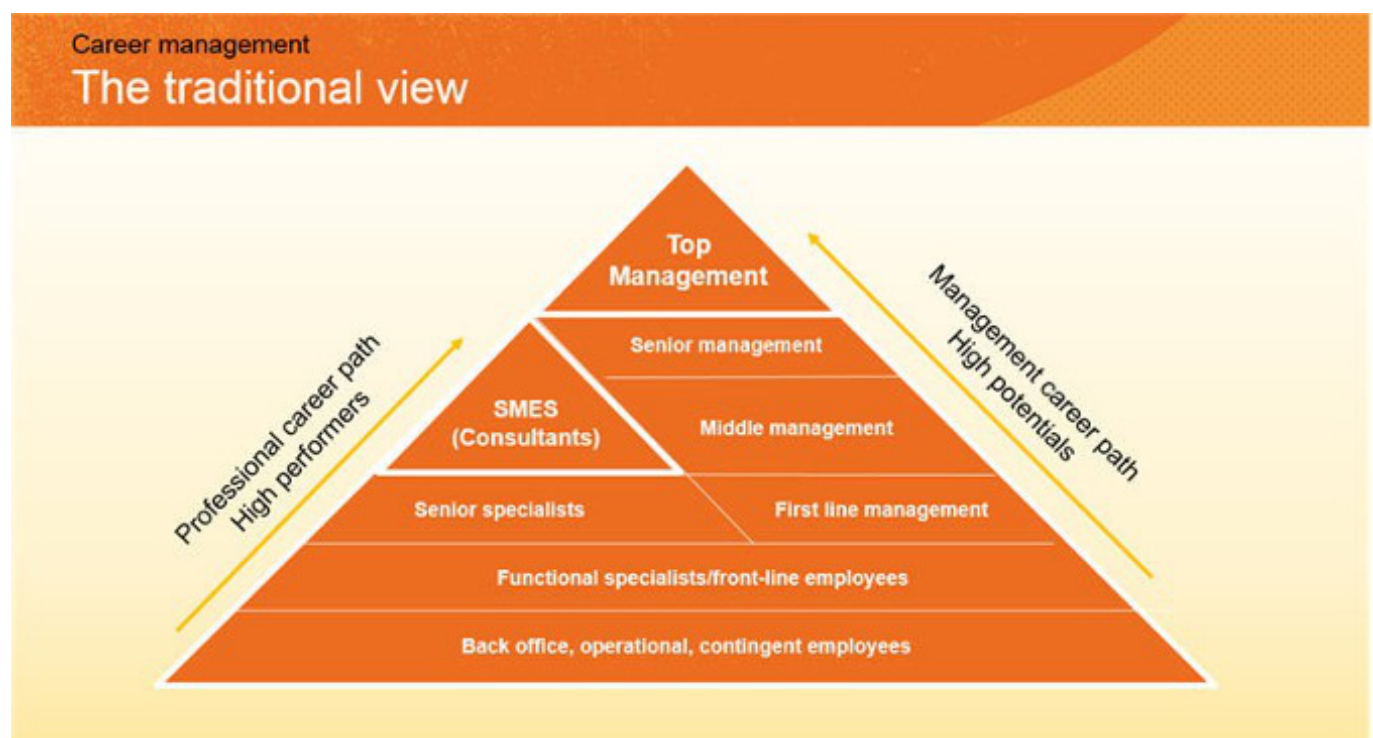 Career management
The traditional view
Top
Management
Senior management
SMES
(Consultants)
Middle management
Senior specialists
First line management
Functional specialists/front-line employees
Back office, operational, contingent employees
Professional career path
High performers
Management career path
High potentials